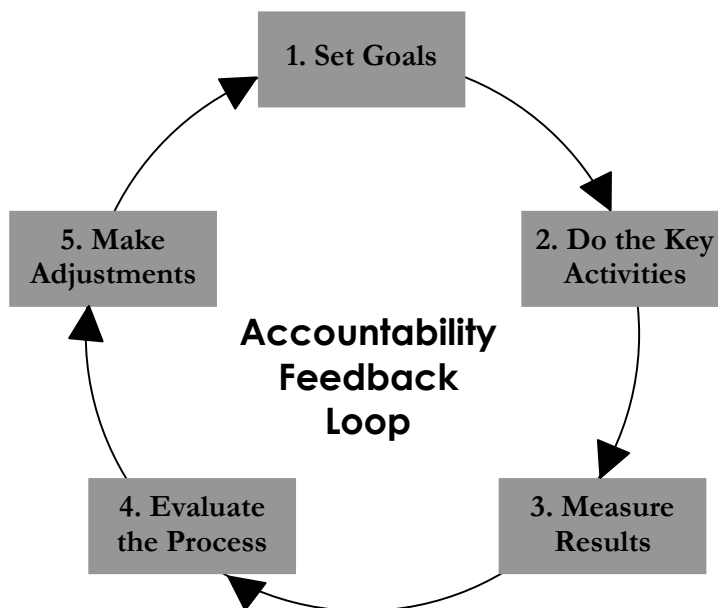 1. Set Goals
2. Do the Key
Activities
3. Measure
Results
4. Evaluate
the Process
5. Make
Adjustments
Accountability
Feedback
Loop